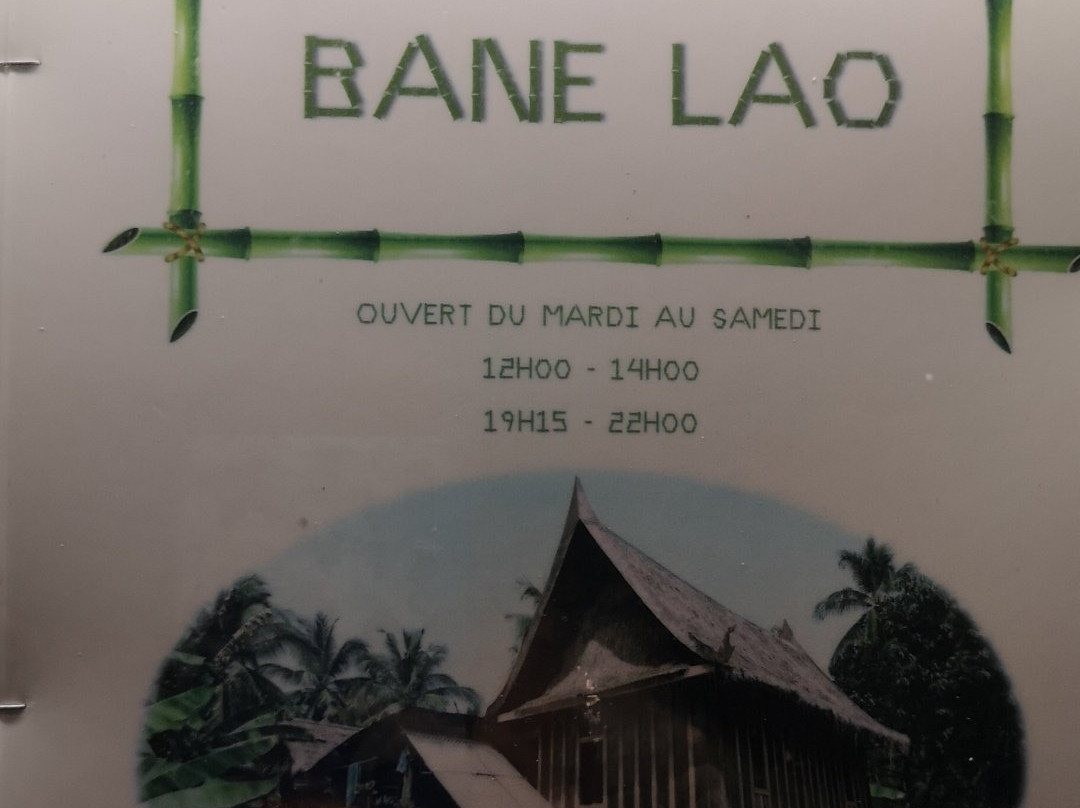 BANE LAO
OUVERT DU MARDI AU SAMEDI
12H00 - 14H00
19H15 - 22H00